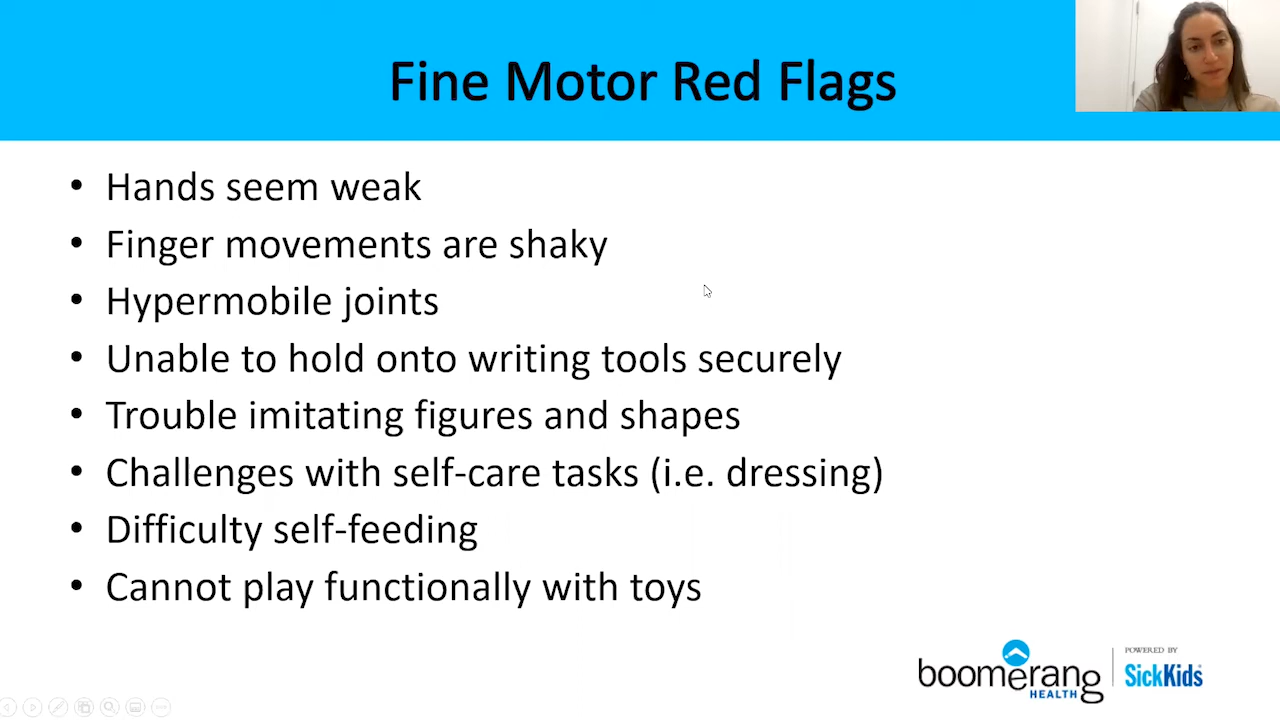 Fine Motor Red Flags
• Hands seem weak
• Finger movements are shaky
• Hypermobile joints
• Unable to hold onto writing tools securely
• Trouble imitating figures and shapes
• Challenges with self-care tasks (i.e. dressing)
• Difficulty self-feeding
• Cannot play functionally with toys
boomerang
HEALTH
POWERED BY
SickKids